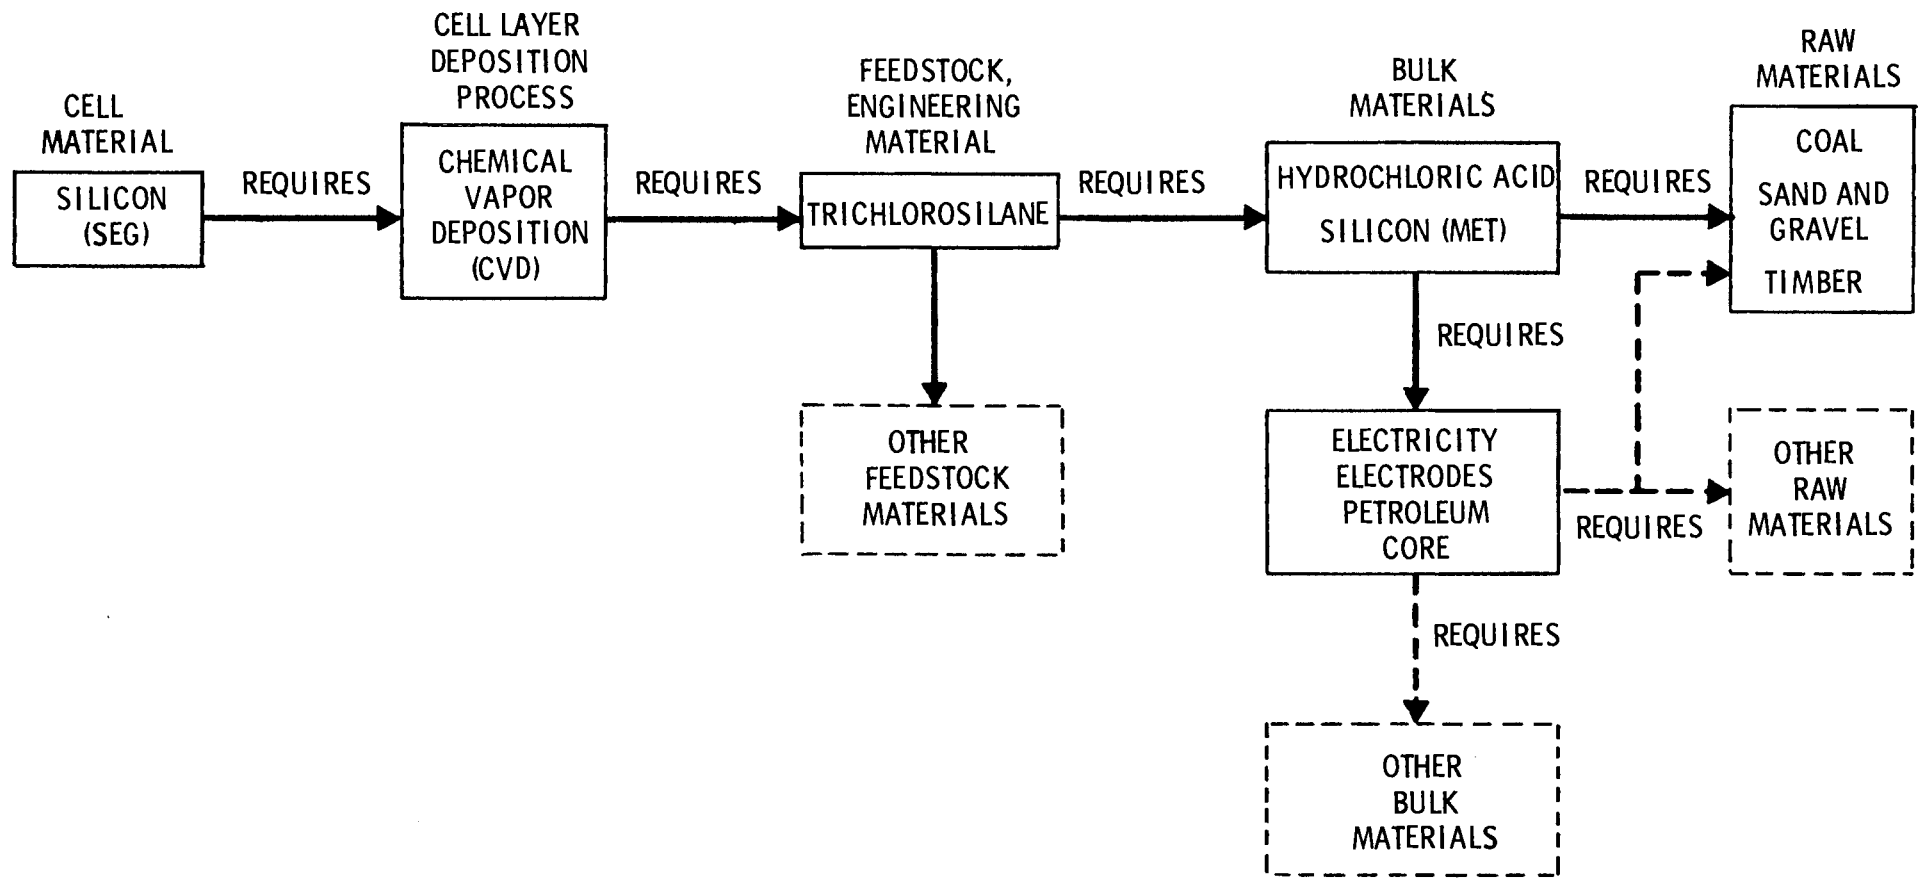 CELL
MATERIAL
SILICON
(SEG)
REQUIRES
CELL LAYER
DEPOSITION
PROCESS
CHEMICAL
VAPOR
DEPOSITION
(CVD)
REQUIRES
FEEDSTOCK,
ENGINEERING
MATERIAL
TRICHLOROSILANE
REQUIRES
OTHER
FEEDSTOCK
MATERIALS
BULK
MATERIALS
HYDROCHLORIC ACID
SILICON (MET)
REQUIRES
REQUIRES
ELECTRICITY
ELECTRODES
PETROLEUM
CORE
REQUIRES
REQUIRES
OTHER
BULK
MATERIALS
RAW
MATERIALS
COAL
SAND AND
GRAVEL
TIMBER
OTHER
RAW
MATERIALS